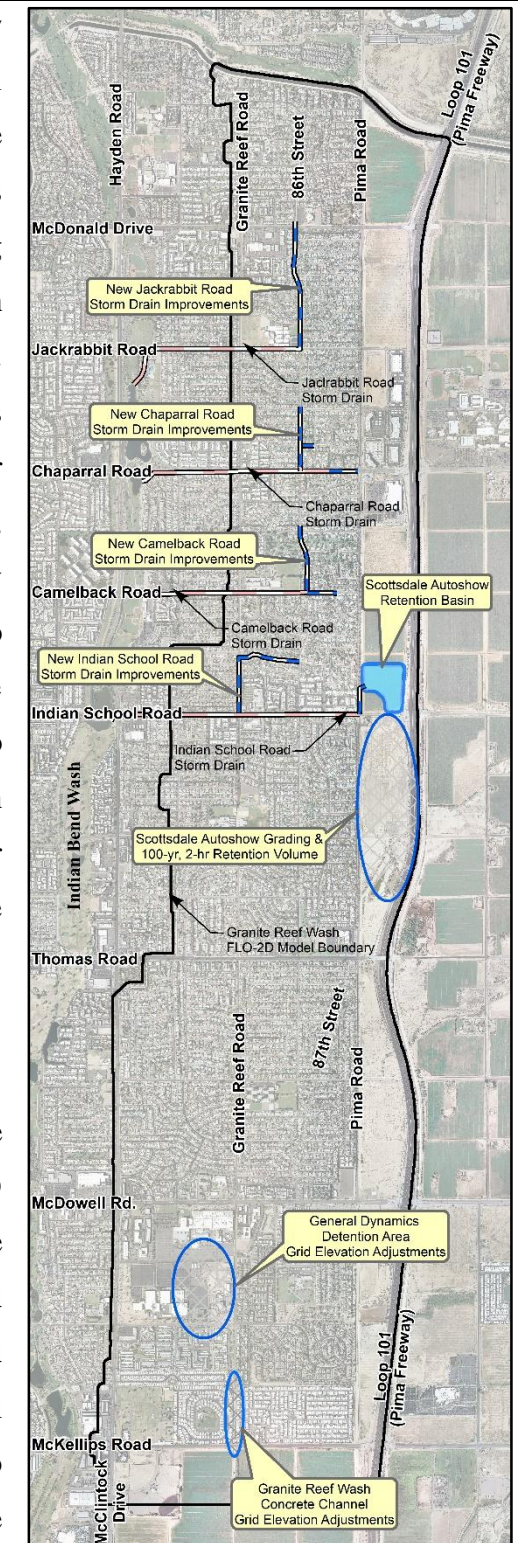 Hayden Road
Granite Reef Road
86th Street
Pima Road
Loop 101
(Pima Freeway)
McDonald Drive
New Jackrabbit Road
Storm Drain Improvements
Jackrabbit Road
Jaclrabbit Road
Storm Drain
New Chaparral Road
Storm Drain Improvements
Chaparral Road
Chaparral Road
Storm Drain
New Camelback Road
Storm Drain Improvements
Camelback Road
Scottsdale Autoshow
Retention Basin
Camelback Road
Storm Drain
New Indian School Road
Storm Drain Improvements
Indian School Road
Indian School Road
Storm Drain
Indian Bend Wash
Scottsdale Autoshow Grading &
100-yr, 2-hr Retention Volume
Granite Reef Wash
FLO-2D Model Boundary
Thomas Road
Granite Reef Road
87th Street
Pima Road
McDowell Rd.
General Dynamics
Detention Area
Grid Elevation Adjustments
Loop 101
(Pima Freeway)
McKellips Road
McClintock
Drive
Granite Reef Wash
Concrete Channel
Grid Elevation Adjustments